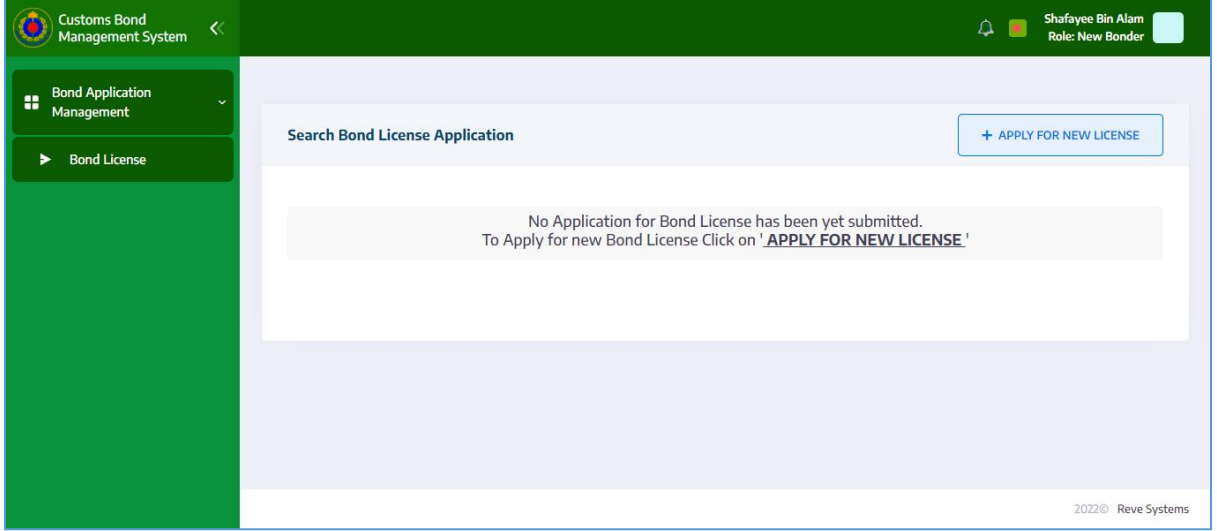 Customs Bond
Management System
Shafayee Bin Alam
Role: New Bonder
Bond Application
Management
Bond License
Search Bond License Application
+ APPLY FOR NEW LICENSE
No Application for Bond License has been yet submitted.
To Apply for new Bond License Click on ' APPLY FOR NEW LICENSE '
2022© Reve Systems